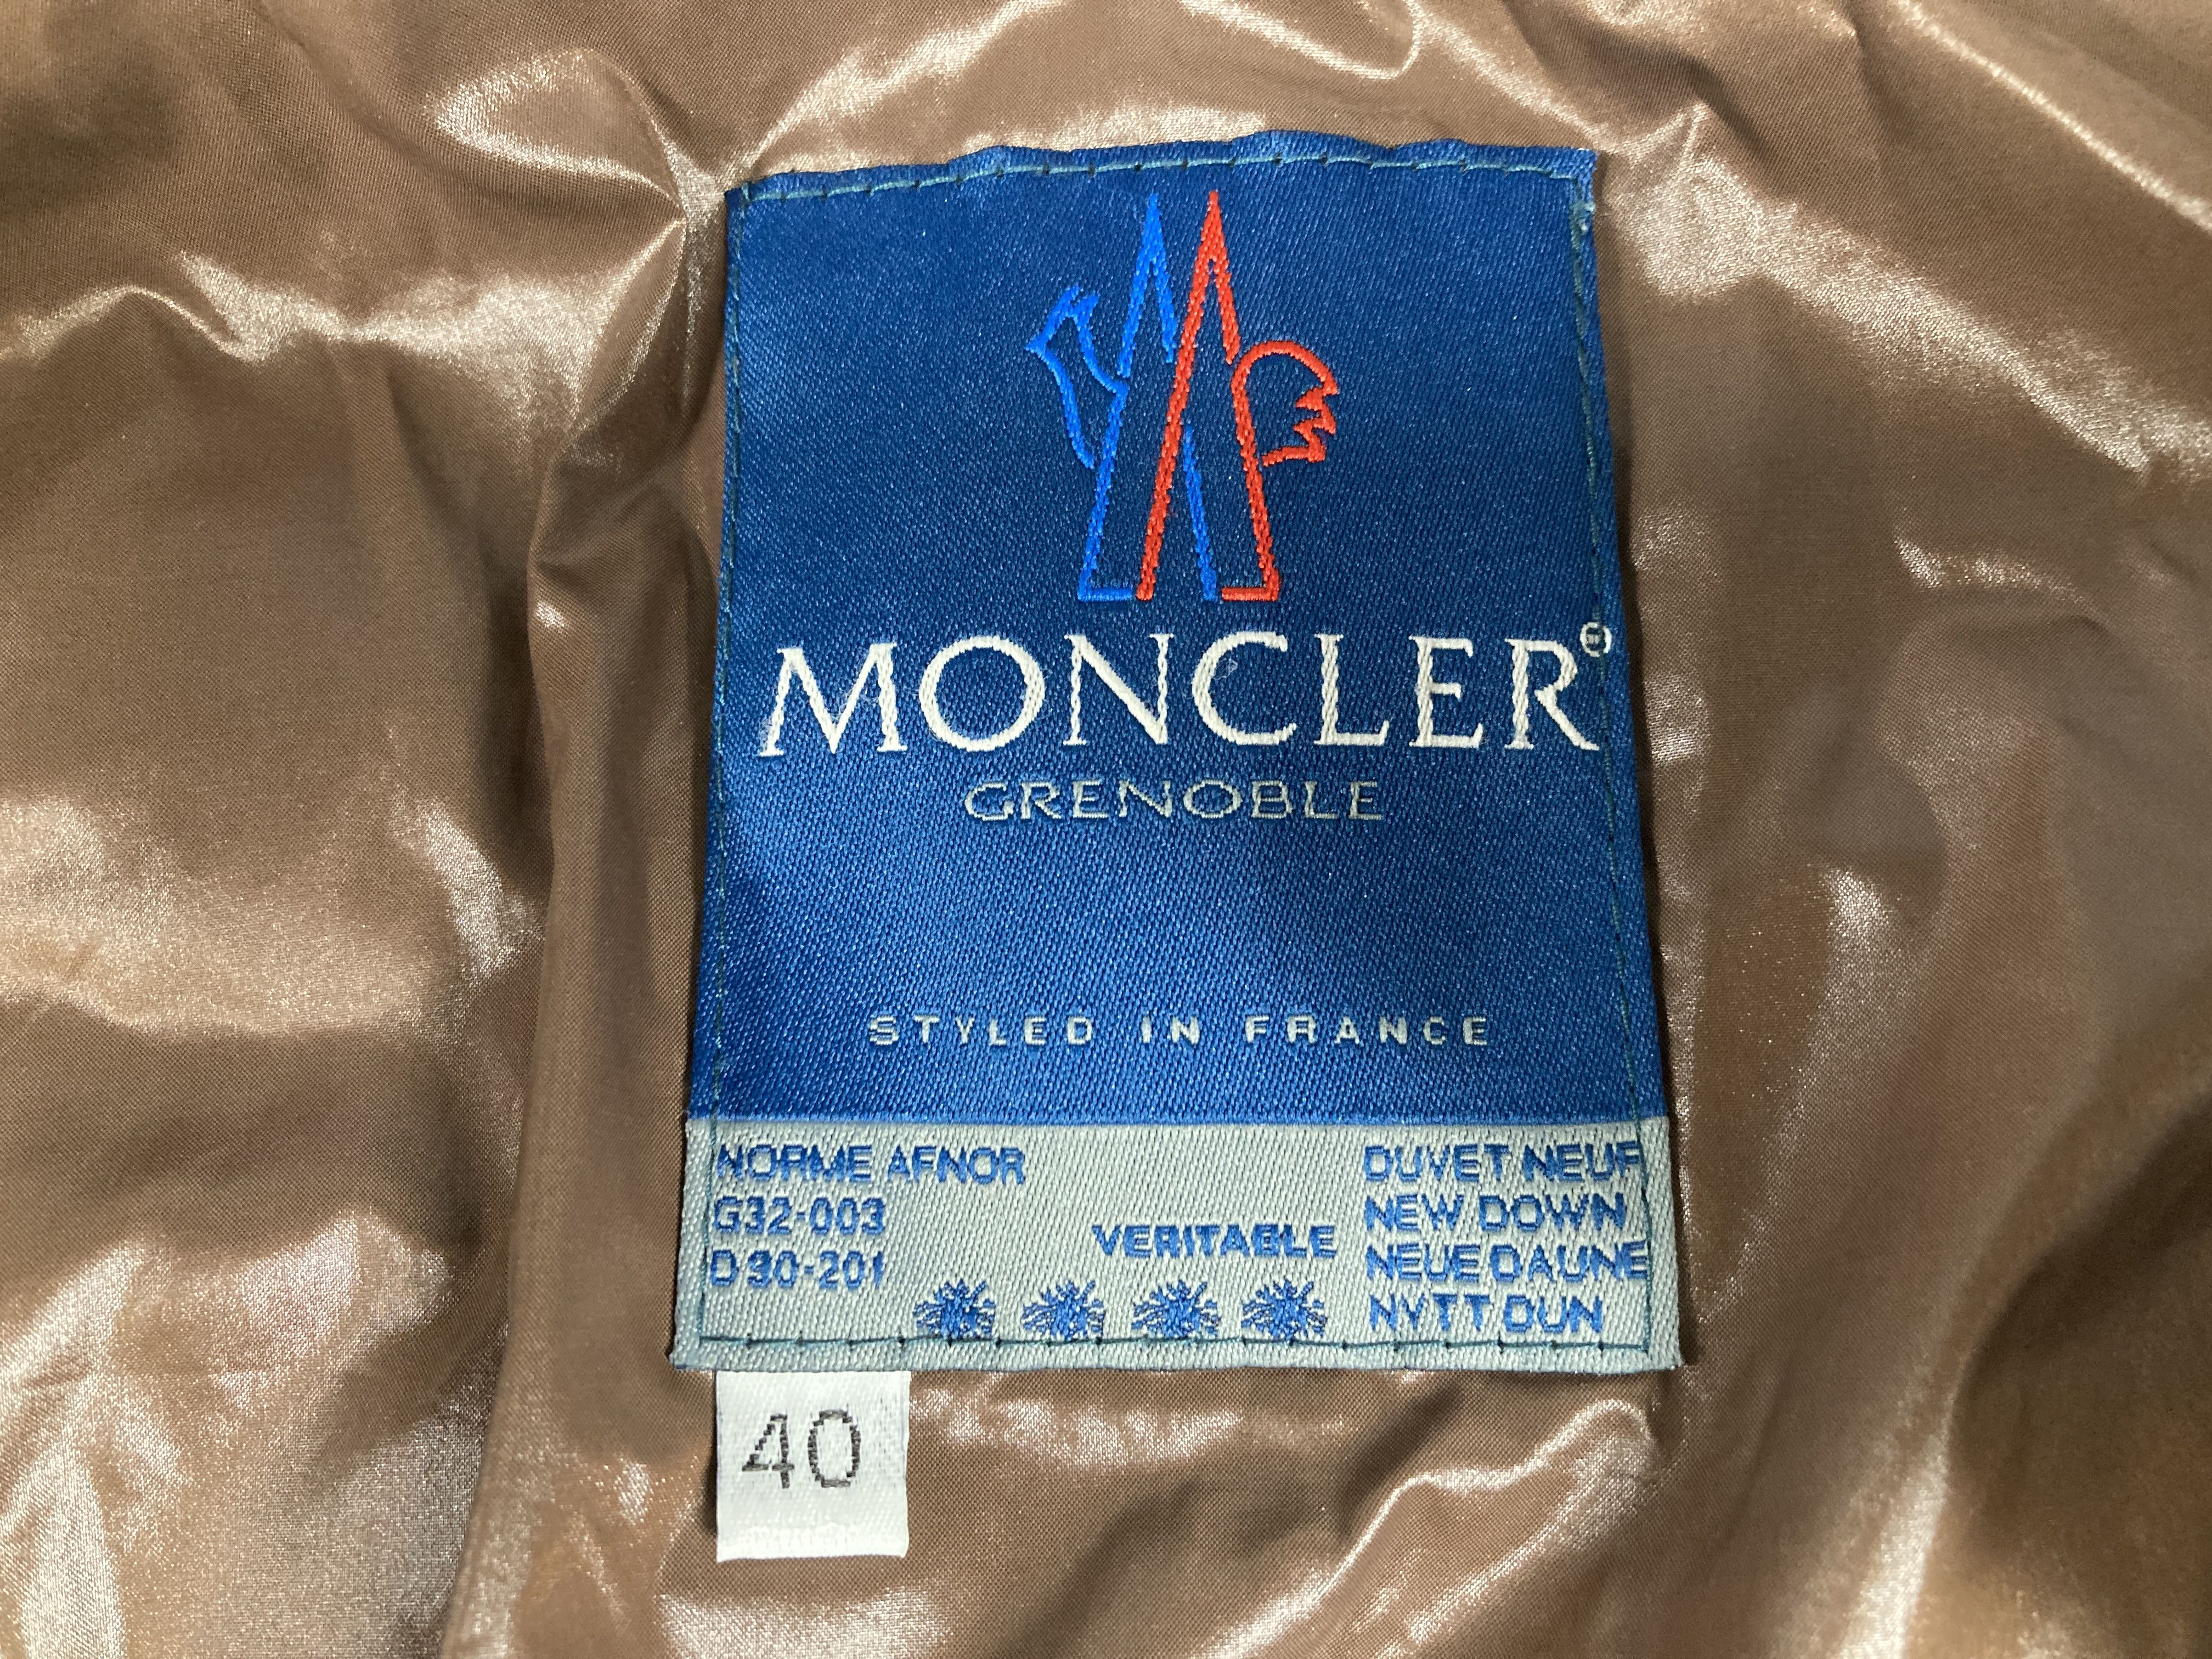 MONCLER®
GRENOBLE
STYLED IN FRANCE
NORME AFNOR
G32-003
D 30-201
VERITABLE
DUVET NEUF
NEW DOWN
NEUE DAUNE
NYTT DUN
40